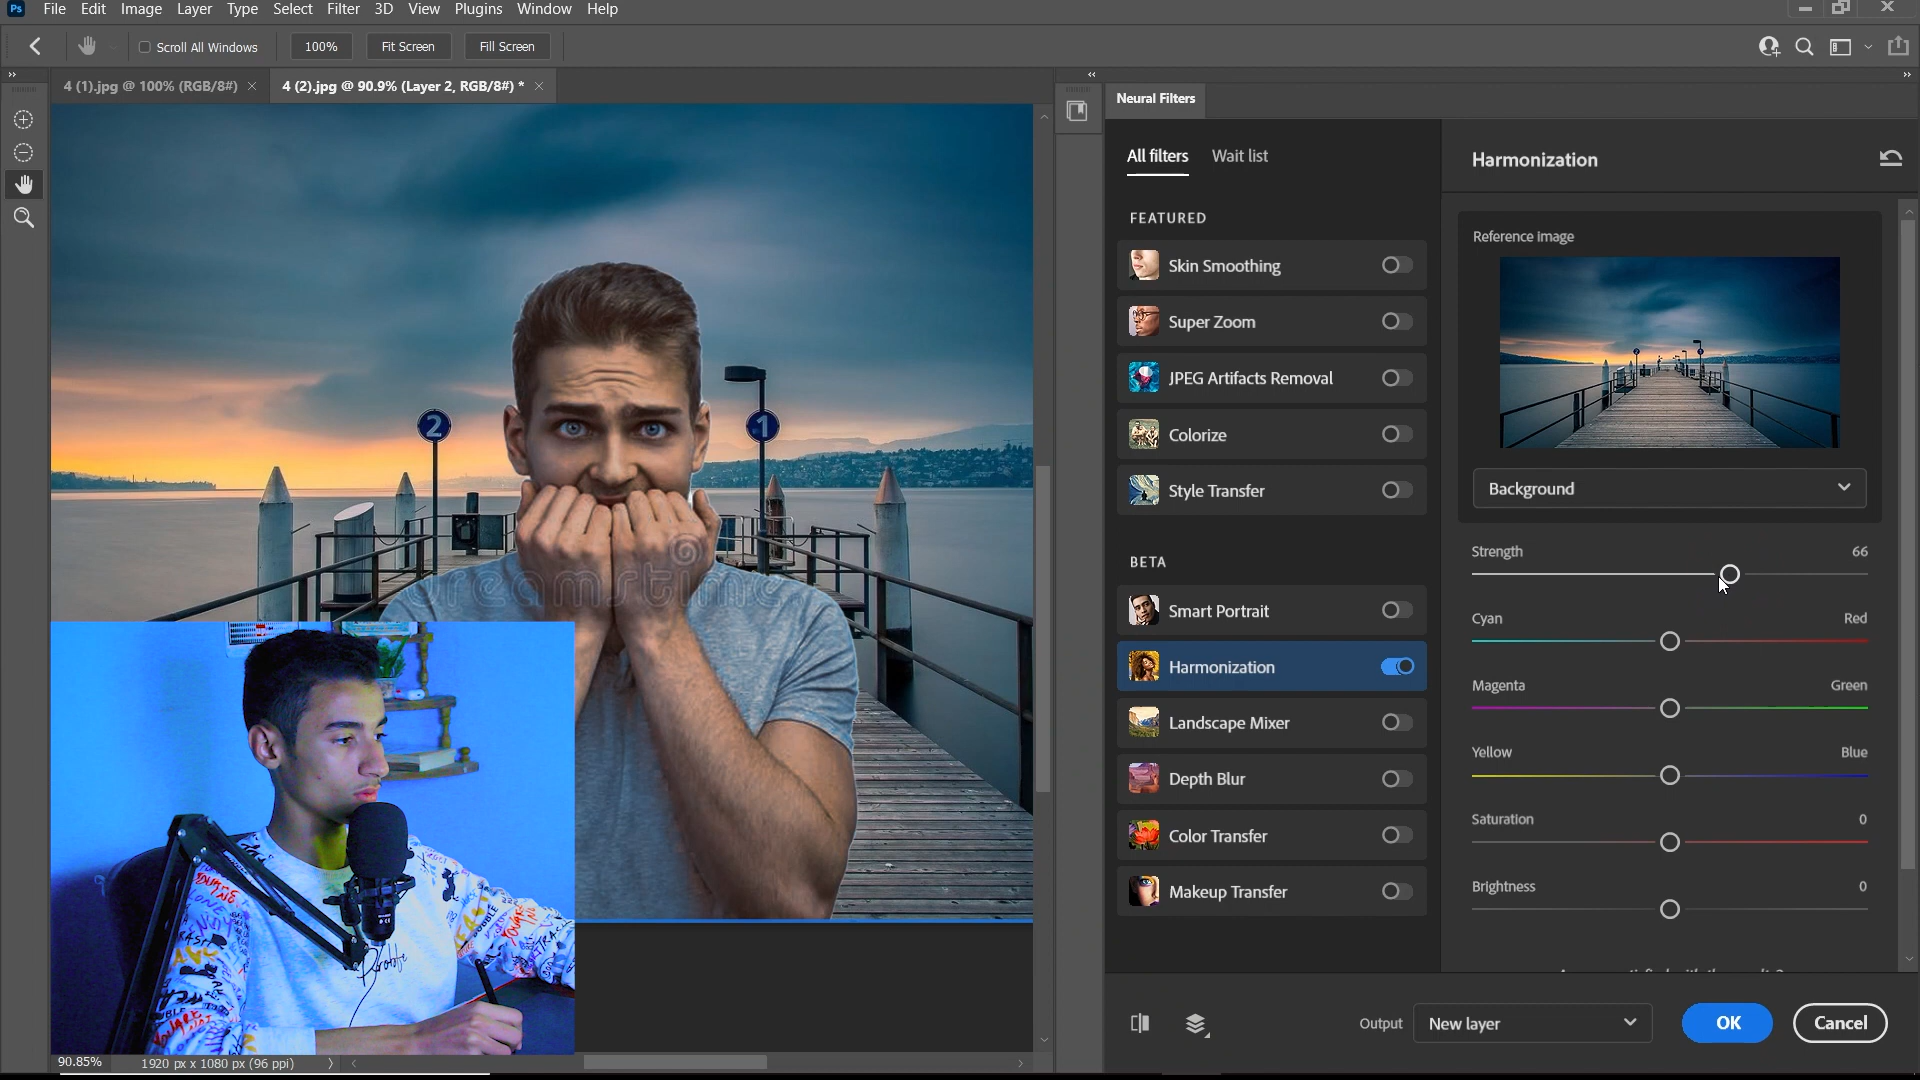 Ps File Edit Image Layer Type Select Filter 3D View Plugins Window Help
Scroll All Windows 100% Fit Screen Fill Screen
4 (1).jpg @ 100% (RGB/8#) 4 (2).jpg @ 90.9% (Layer 2, RGB/8#) *
Neural Filters
All filters Wait list
Harmonization
FEATURED
Reference image
Skin Smoothing
Super Zoom
JPEG Artifacts Removal
Colorize
Style Transfer
2
1
dreamstime
Background
Strength 66
BETA
Smart Portrait
Cyan Red
Harmonization
Magenta Green
Landscape Mixer
Yellow Blue
Depth Blur
Saturation 0
Color Transfer
Brightness 0
Makeup Transfer
Output New layer OK Cancel
90.85% 1920 px x 1080 px (96 ppi)